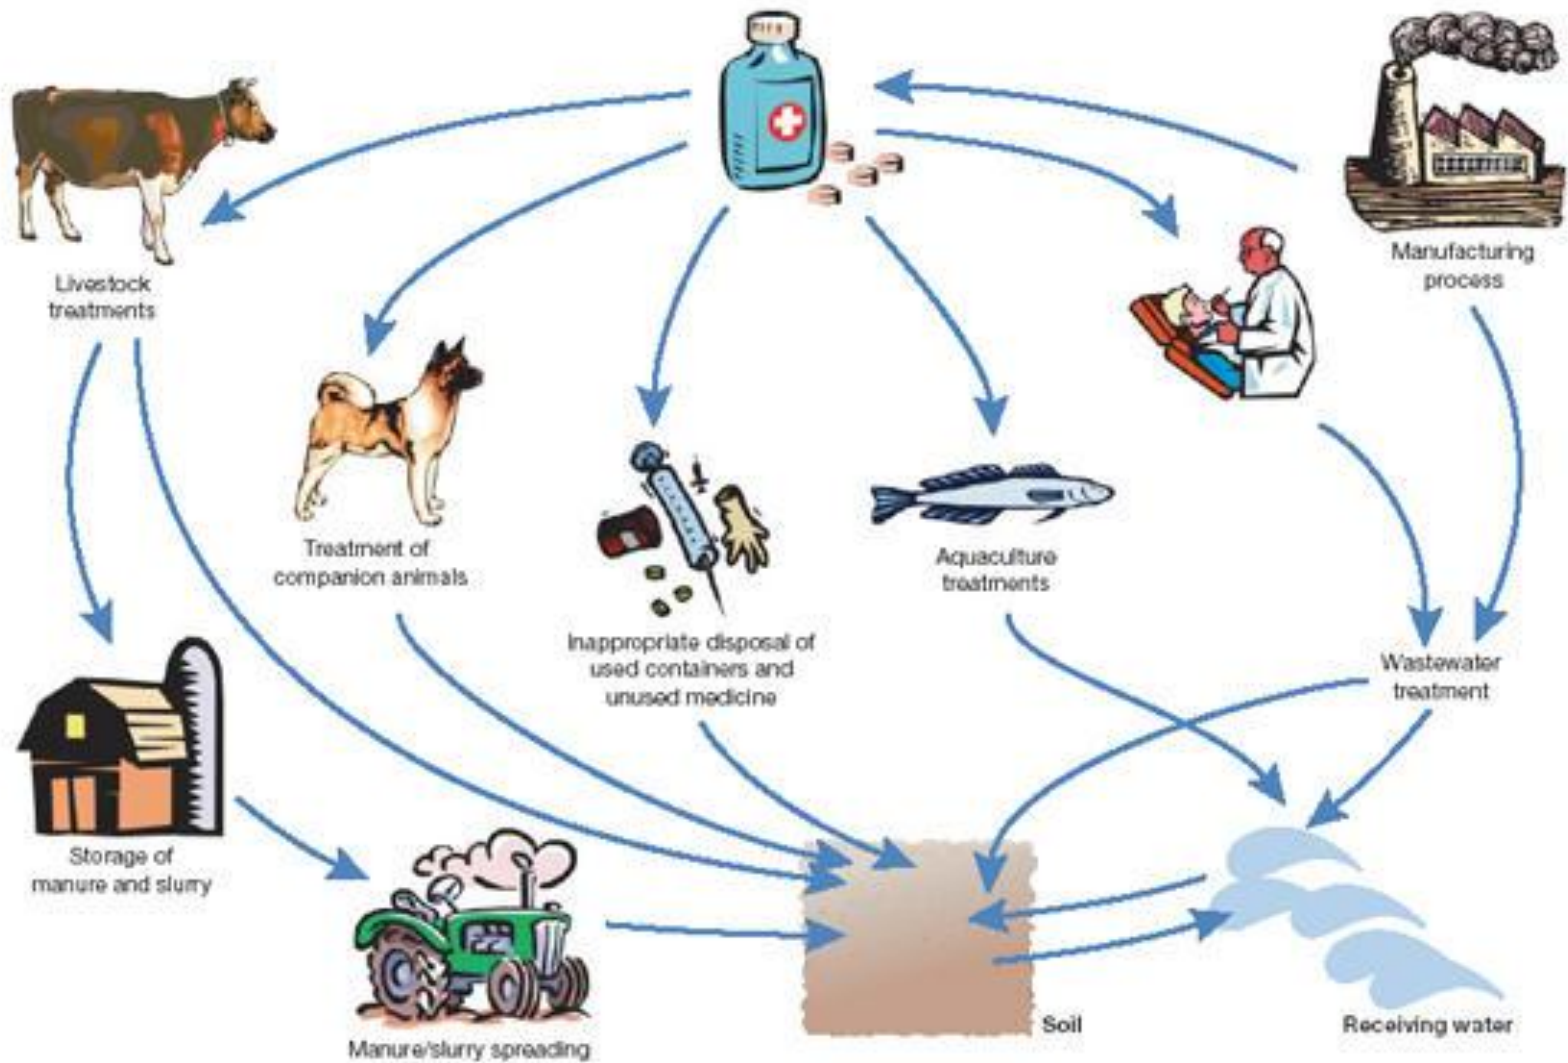 Livestock
treatments
Manufacturing
process
Treatment of
companion animals
Aquaculture
treatments
Inappropriate disposal of
used containers and
unused medicine
Wastewater
treatment
Storage of
manure and slurry
Manure/slurry spreading
Soil
Receiving water